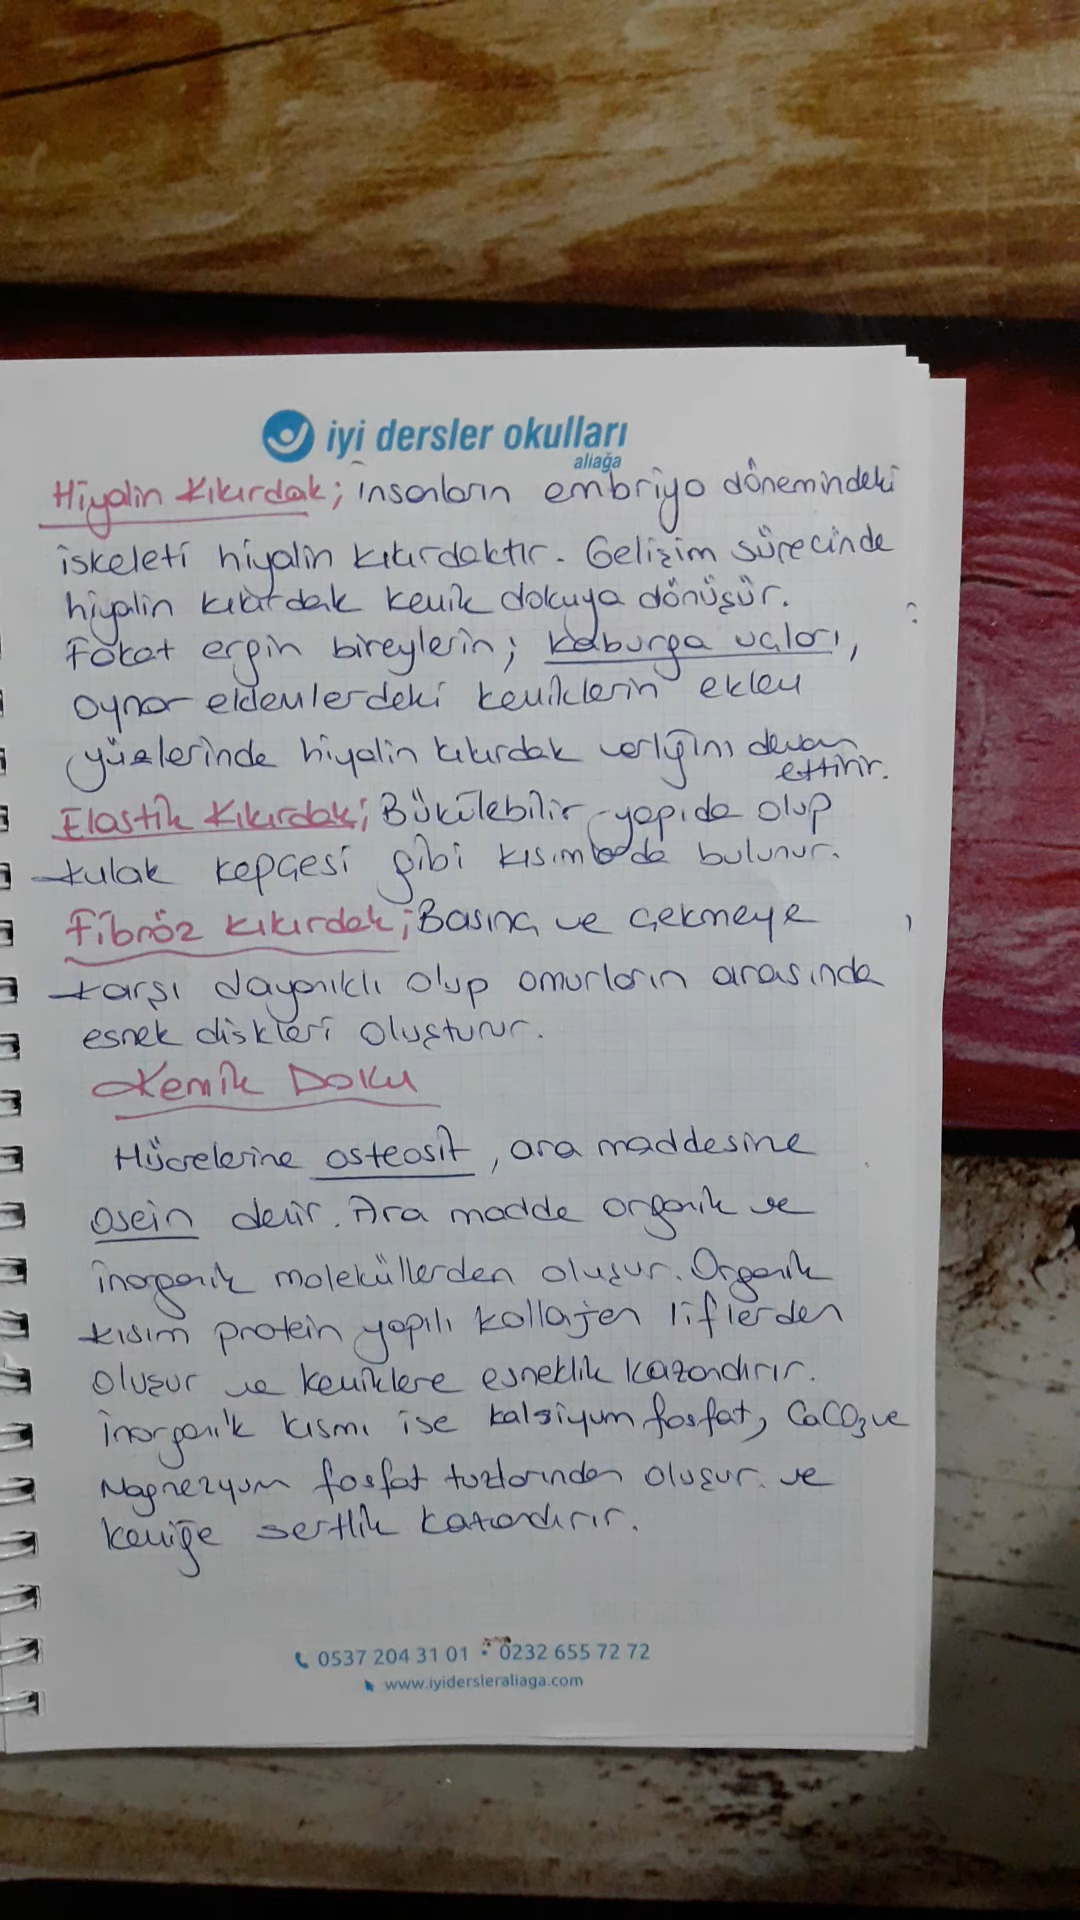 iyi dersler okulları
aliağa
Hiyalin Kıkırdak; insanların embriyo dönemindeki
iskeleti hiyalin kıkırdaktır. Gelişim sürecinde
hiyalin kıkırdak kemik dokuya dönüşür.
Fakat ergin bireylerin; kaburga uçları,
oynar eklemlerdeki kemiklerin eklem
yüzlerinde hiyalin kıkırdak varlığını devam
ettirir.
Elastik Kıkırdak; Bükülebilir yapıda olup
kulak kepçesi gibi kısımlarda bulunur.
Fibröz kıkırdak; Basınç ve çekmeye
karşı dayanıklı olup omurların arasında
esnek diskleri oluşturur.
Kemik Doku
Hücrelerine osteosit, ara maddesine
osein denir. Ara madde organik ve
inorganik moleküllerden oluşur. Organik
kısım protein yapılı kollajen liflerden
oluşur ve kemiklere esneklik kazandırır.
inorganik kısmı ise kalsiyum fosfat, CaCO3 ve
Magnezyum fosfat tuzlarından oluşur. ve
kemiğe sertlik kazandırır.
0537 204 31 01 • 0232 655 72 72
www.iyidersleraliaga.com